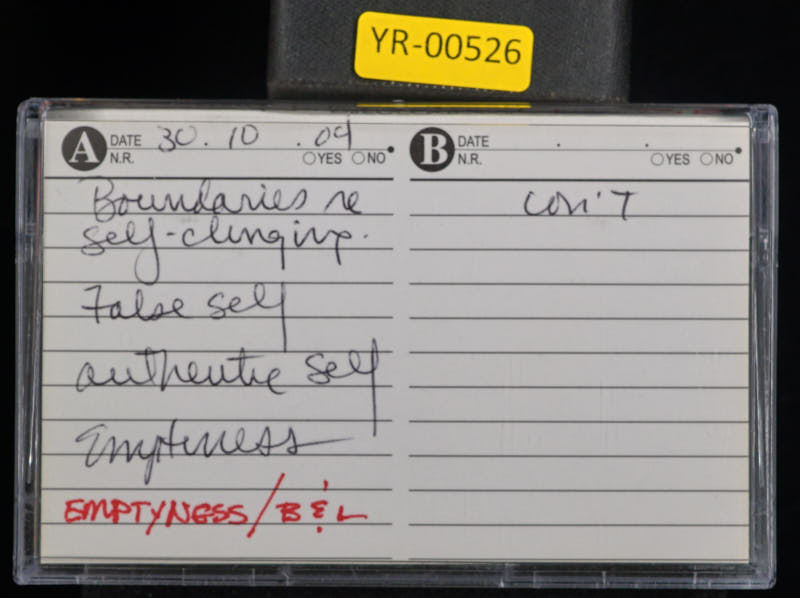 YR-00526
A DATE 30. 10 .09
N.R. YES NO
Boundaries re
self-clinging.
False self
authentic self
Emptiness
EMPTYNESS/B & L
B DATE . .
N.R. YES NO
con'T